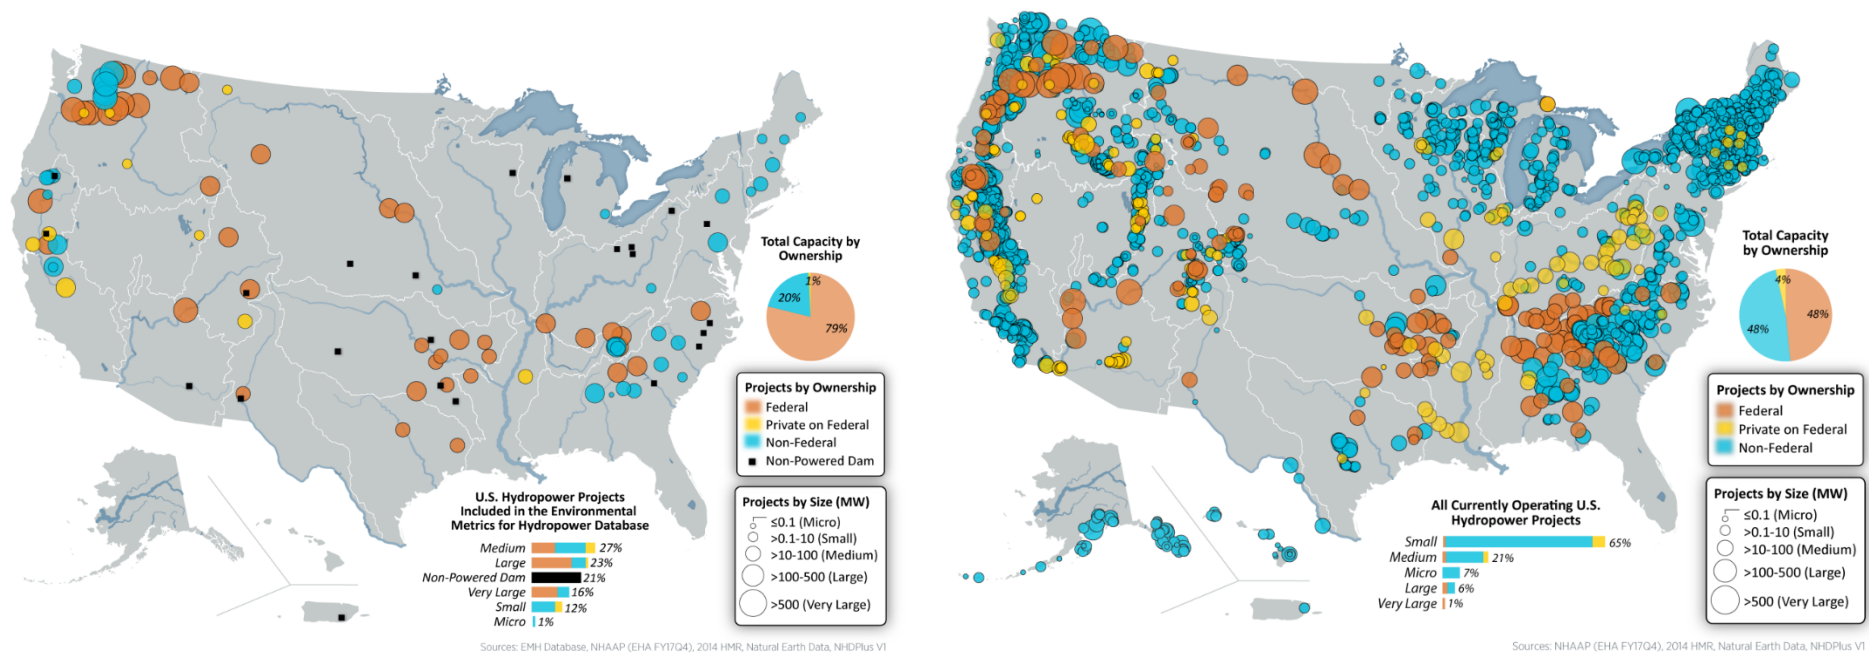 Total Capacity by
Ownership
1%
20%
79%
Projects by Ownership
Federal
Private on Federal
Non-Federal
Non-Powered Dam
Projects by Size (MW)
≤0.1 (Micro)
>0.1-10 (Small)
>10-100 (Medium)
>100-500 (Large)
>500 (Very Large)
U.S. Hydropower Projects
Included in the Environmental
Metrics for Hydropower Database
Medium 27%
Large 23%
Non-Powered Dam 21%
Very Large 16%
Small 12%
Micro 1%
Sources: EMH Database, NHAAP (EHA FY17Q4), 2014 HMR, Natural Earth Data, NHDPlus V1
Total Capacity
by Ownership
4%
48%
48%
Projects by Ownership
Federal
Private on Federal
Non-Federal
Projects by Size (MW)
≤0.1 (Micro)
>0.1-10 (Small)
>10-100 (Medium)
>100-500 (Large)
>500 (Very Large)
All Currently Operating U.S.
Hydropower Projects
Small 65%
Medium 21%
Micro 7%
Large 6%
Very Large 1%
Sources: NHAAP (EHA FY17Q4), 2014 HMR, Natural Earth Data, NHDPlus V1